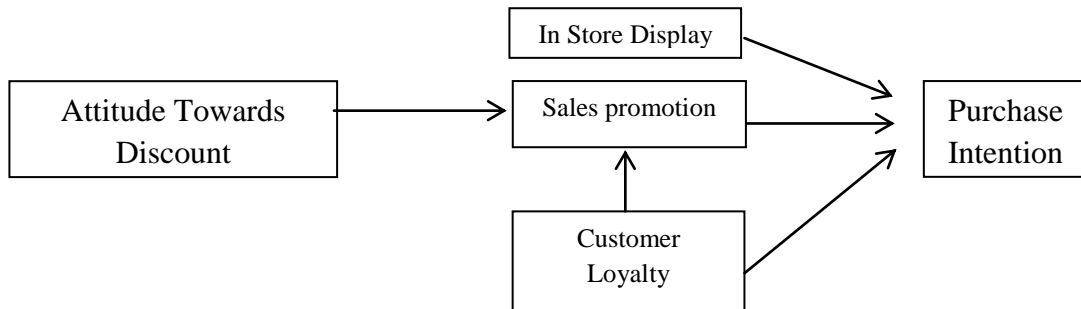 In Store Display
Attitude Towards
Discount
Sales promotion
Purchase
Intention
Customer
Loyalty